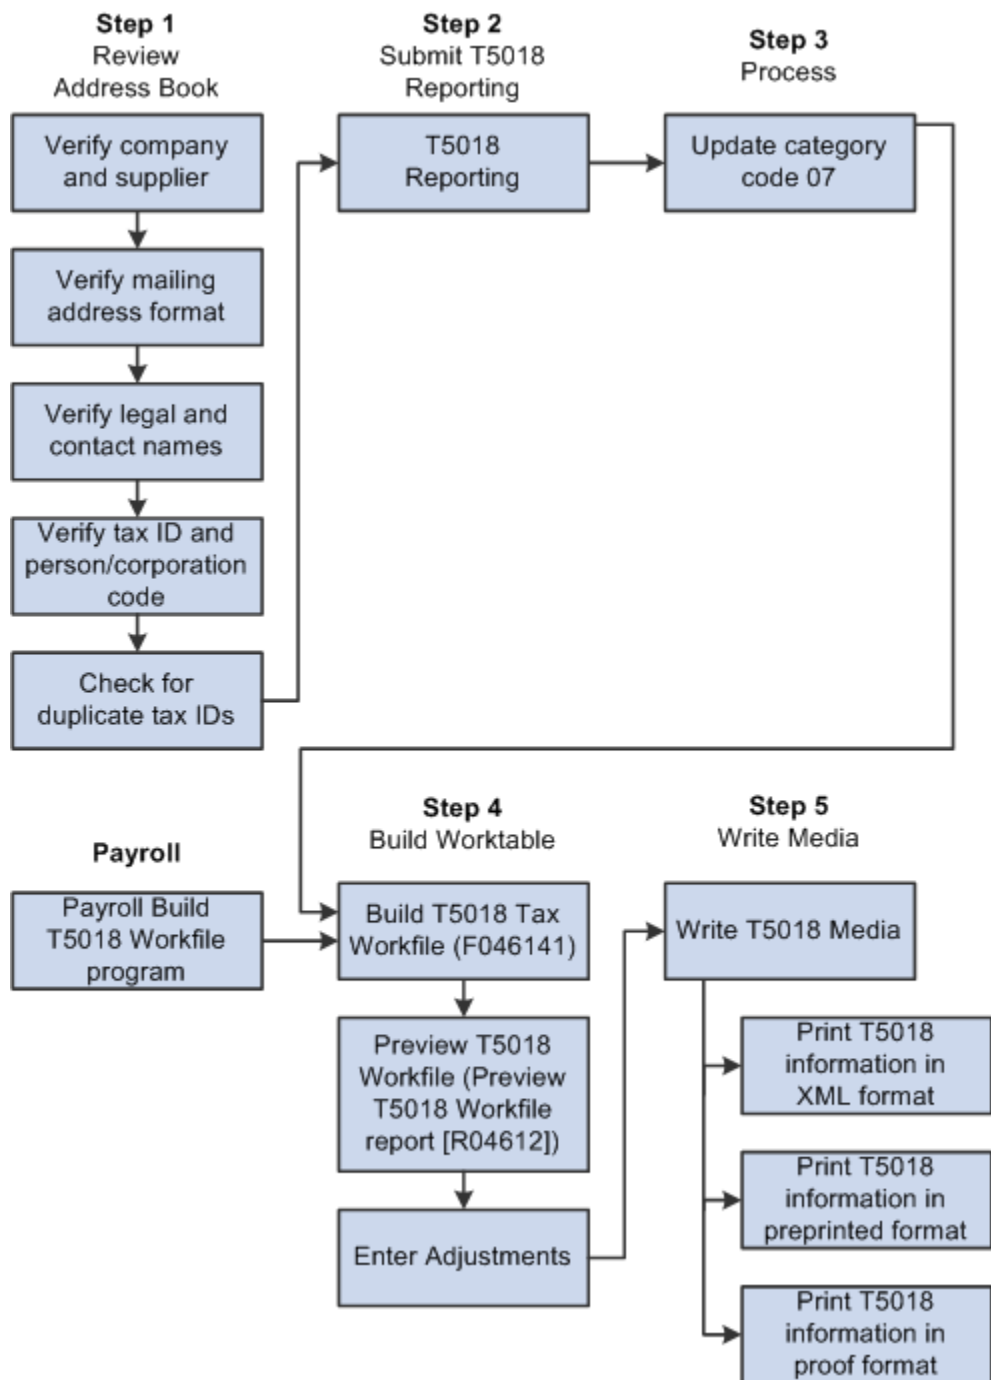 Step 1
Review
Address Book
Verify company
and supplier
Verify mailing
address format
Verify legal and
contact names
Verify tax ID and
person/corporation
code
Check for
duplicate tax IDs
Step 2
Submit T5018
Reporting
T5018
Reporting
Step 3
Process
Update category
code 07
Payroll
Payroll Build
T5018 Workfile
program
Step 4
Build Worktable
Build T5018 Tax
Workfile (F046141)
Preview T5018
Workfile (Preview
T5018 Workfile
report [R04612])
Enter Adjustments
Step 5
Write Media
Write T5018 Media
Print T5018
information in
XML format
Print T5018
information in
preprinted format
Print T5018
information in
proof format